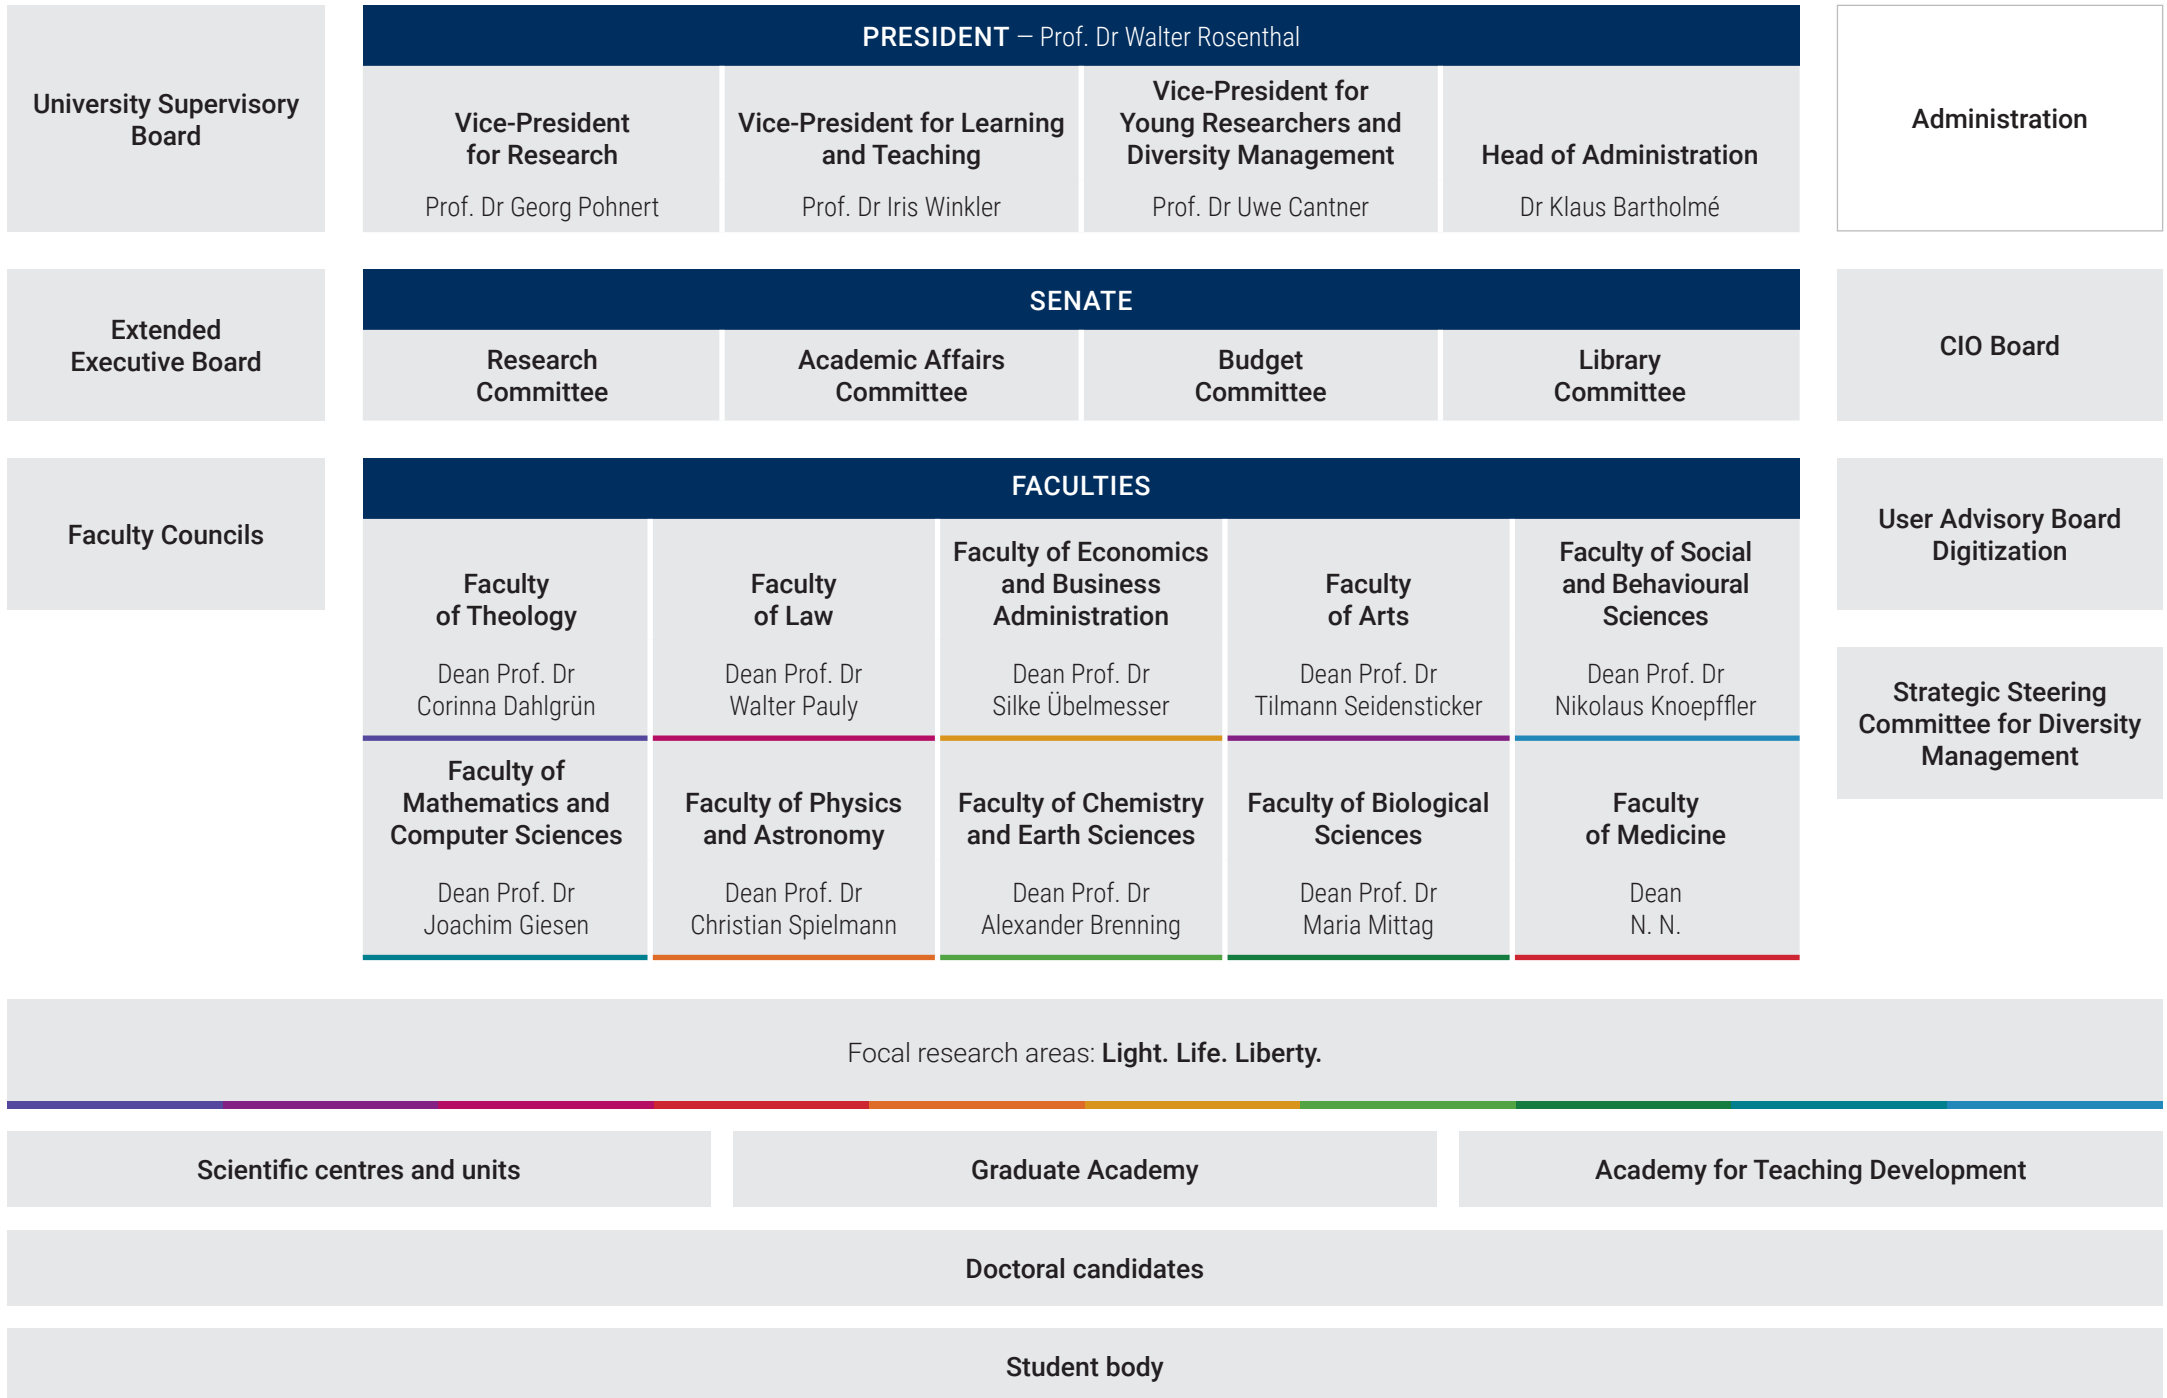 University Supervisory
Board
PRESIDENT – Prof. Dr Walter Rosenthal
Vice-President
for Research
Prof. Dr Georg Pohnert
Vice-President for Learning
and Teaching
Prof. Dr Iris Winkler
Vice-President for
Young Researchers and
Diversity Management
Prof. Dr Uwe Cantner
Head of Administration
Dr Klaus Bartholmé
Administration
Extended
Executive Board
SENATE
Research
Committee
Academic Affairs
Committee
Budget
Committee
Library
Committee
CIO Board
Faculty Councils
FACULTIES
Faculty
of Theology
Dean Prof. Dr
Corinna Dahlgrün
Faculty
of Law
Dean Prof. Dr
Walter Pauly
Faculty of Economics
and Business
Administration
Dean Prof. Dr
Silke Übelmesser
Faculty
of Arts
Dean Prof. Dr
Tilmann Seidensticker
Faculty of Social
and Behavioural
Sciences
Dean Prof. Dr
Nikolaus Knoepffler
Faculty of
Mathematics and
Computer Sciences
Dean Prof. Dr
Joachim Giesen
Faculty of Physics
and Astronomy
Dean Prof. Dr
Christian Spielmann
Faculty of Chemistry
and Earth Sciences
Dean Prof. Dr
Alexander Brenning
Faculty of Biological
Sciences
Dean Prof. Dr
Maria Mittag
Faculty
of Medicine
Dean
N. N.
User Advisory Board
Digitization
Strategic Steering
Committee for Diversity
Management
Focal research areas: Light. Life. Liberty.
Scientific centres and units
Graduate Academy
Academy for Teaching Development
Doctoral candidates
Student body